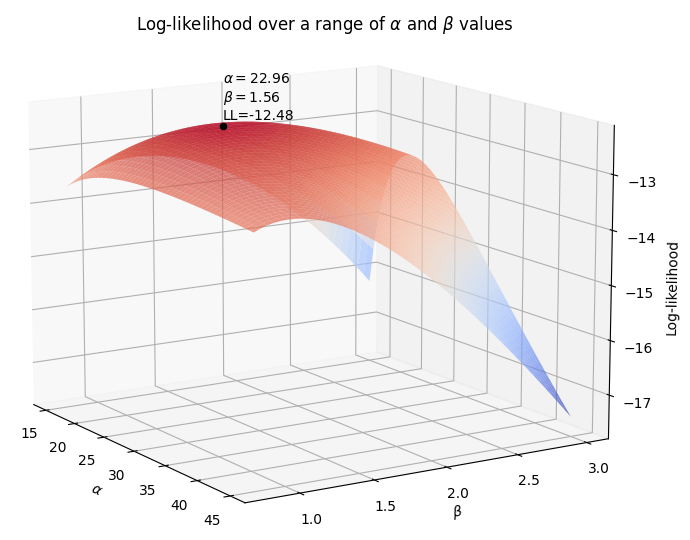 Log-likelihood over a range of α and β values
α = 22.96
β = 1.56
LL=-12.48
−13
−14
−15
−16
−17
Log-likelihood
15
20
25
30
35
40
45
α
1.0
1.5
2.0
2.5
3.0
β